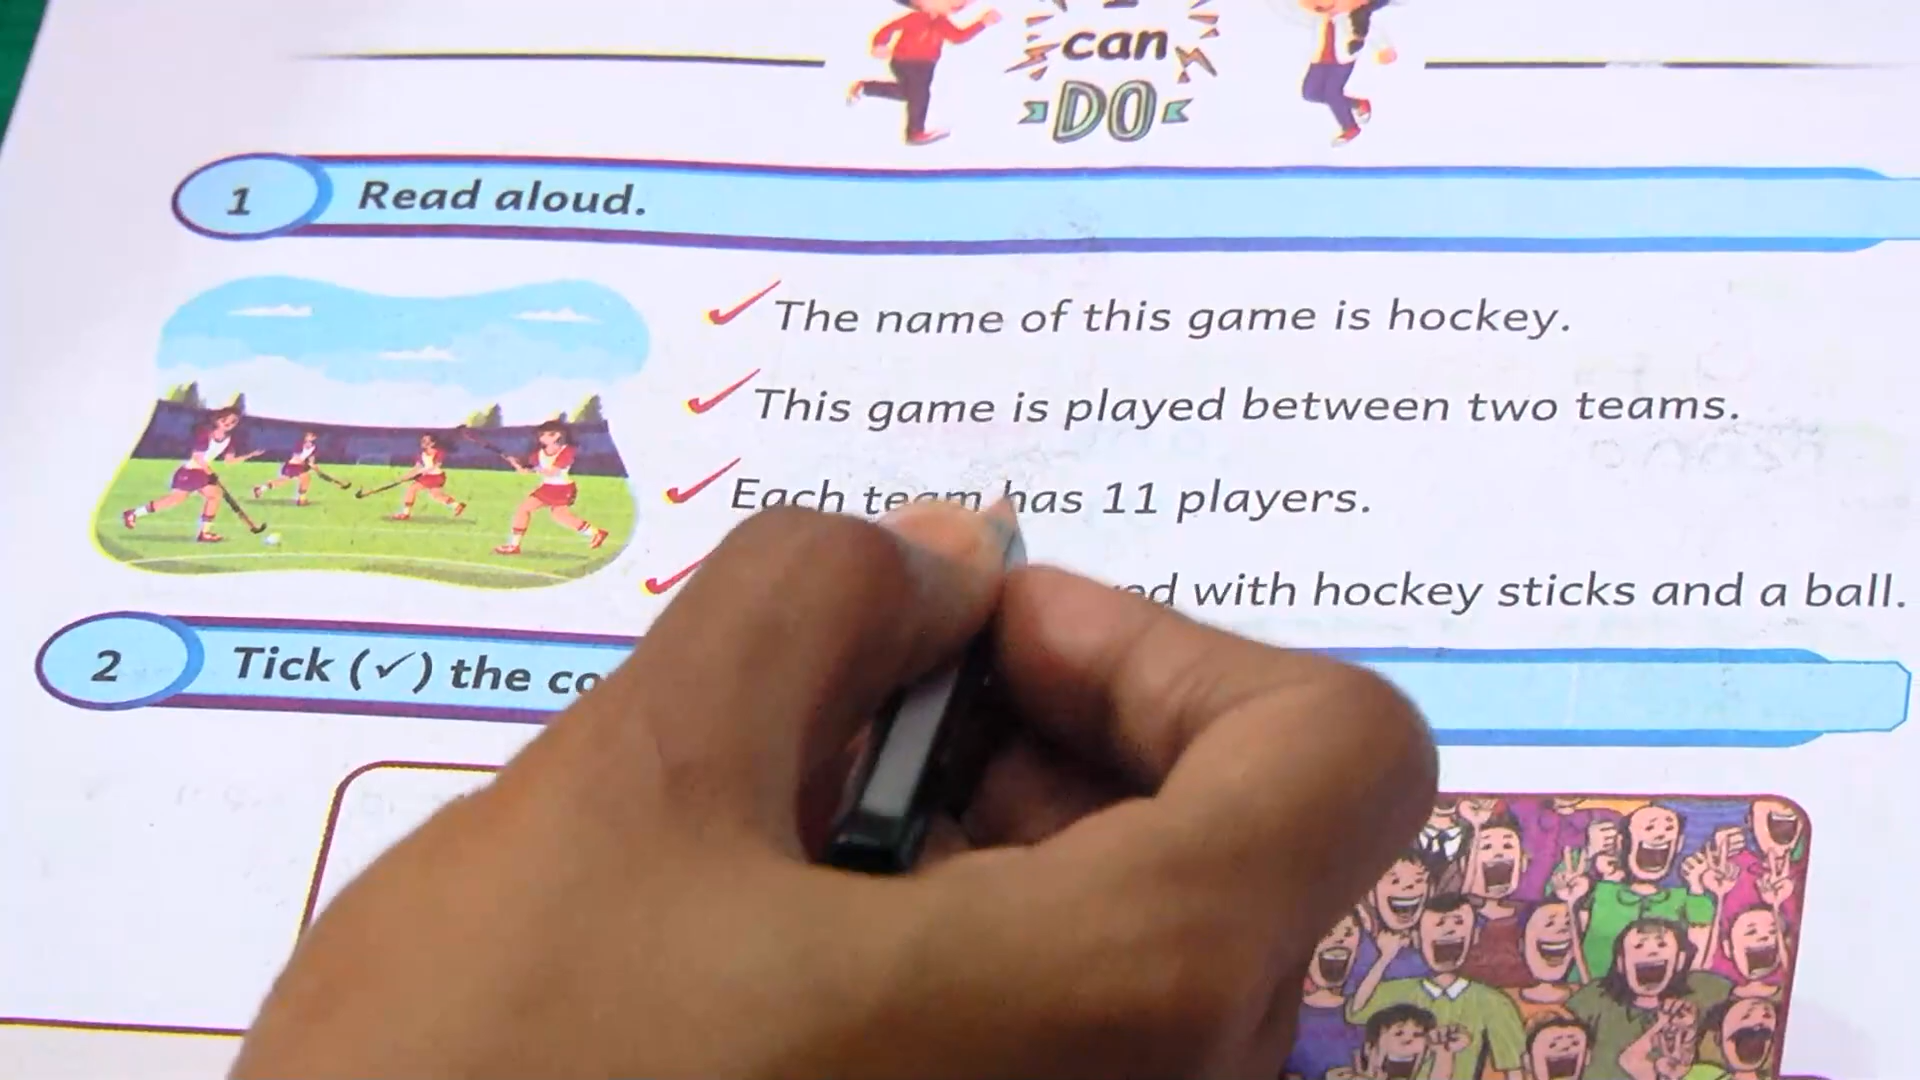 can
DO
1 Read aloud.
The name of this game is hockey.
This game is played between two teams.
Each team has 11 players.
with hockey sticks and a ball.
2 Tick (✓) the